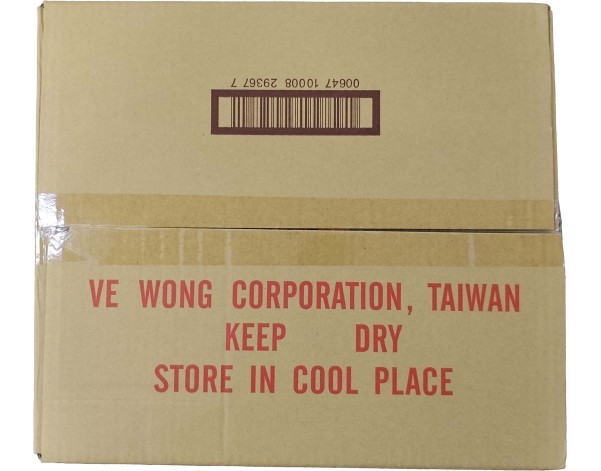 00647 10008 29367 7
VE WONG CORPORATION, TAIWAN
KEEP DRY
STORE IN COOL PLACE